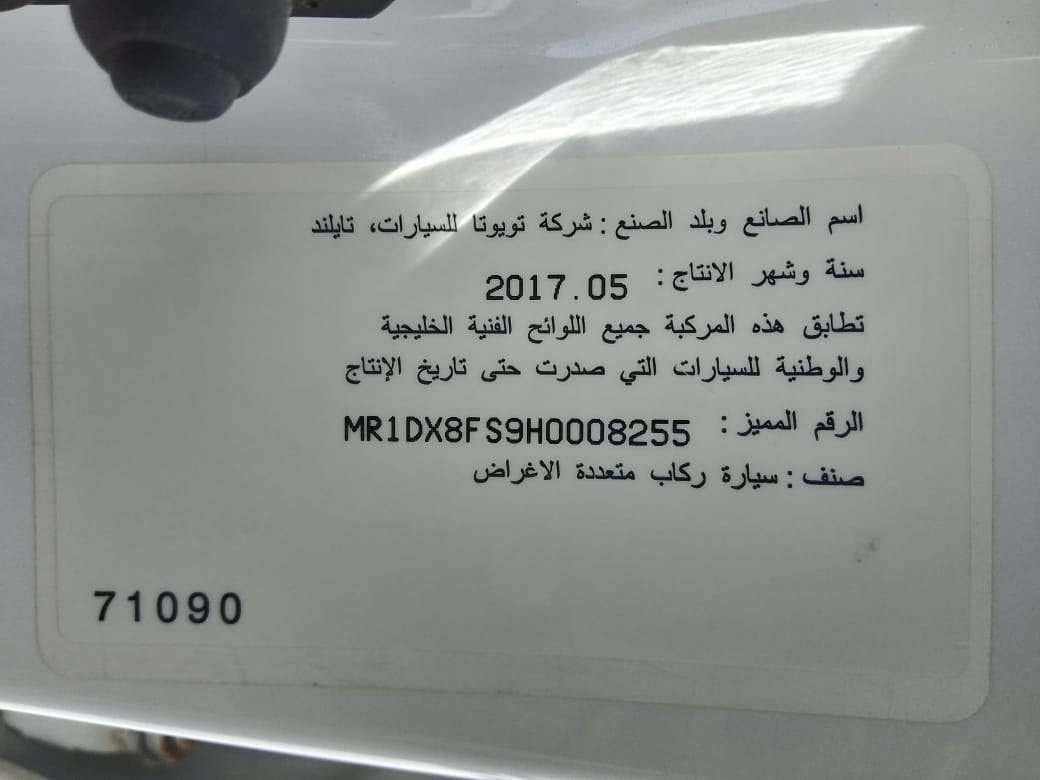 اسم الصانع وبلد الصنع : شركة تويوتا للسيارات، تايلند
سنة وشهر الانتاج : 2017.05
تطابق هذه المركبة جميع اللوائح الفنية الخليجية
والوطنية للسيارات التي صدرت حتى تاريخ الإنتاج
الرقم المميز : MR1DX8FS9H0008255
صنف : سيارة ركاب متعددة الاغراض
71090